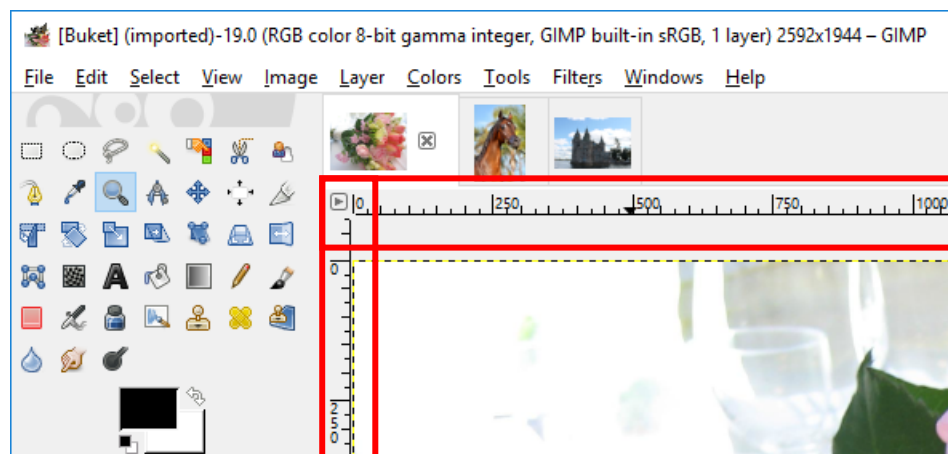 [Buket] (imported)-19.0 (RGB color 8-bit gamma integer, GIMP built-in sRGB, 1 layer) 2592x1944 – GIMP
File Edit Select View Image Layer Colors Tools Filters Windows Help
0 250 500 750 1000
0
250